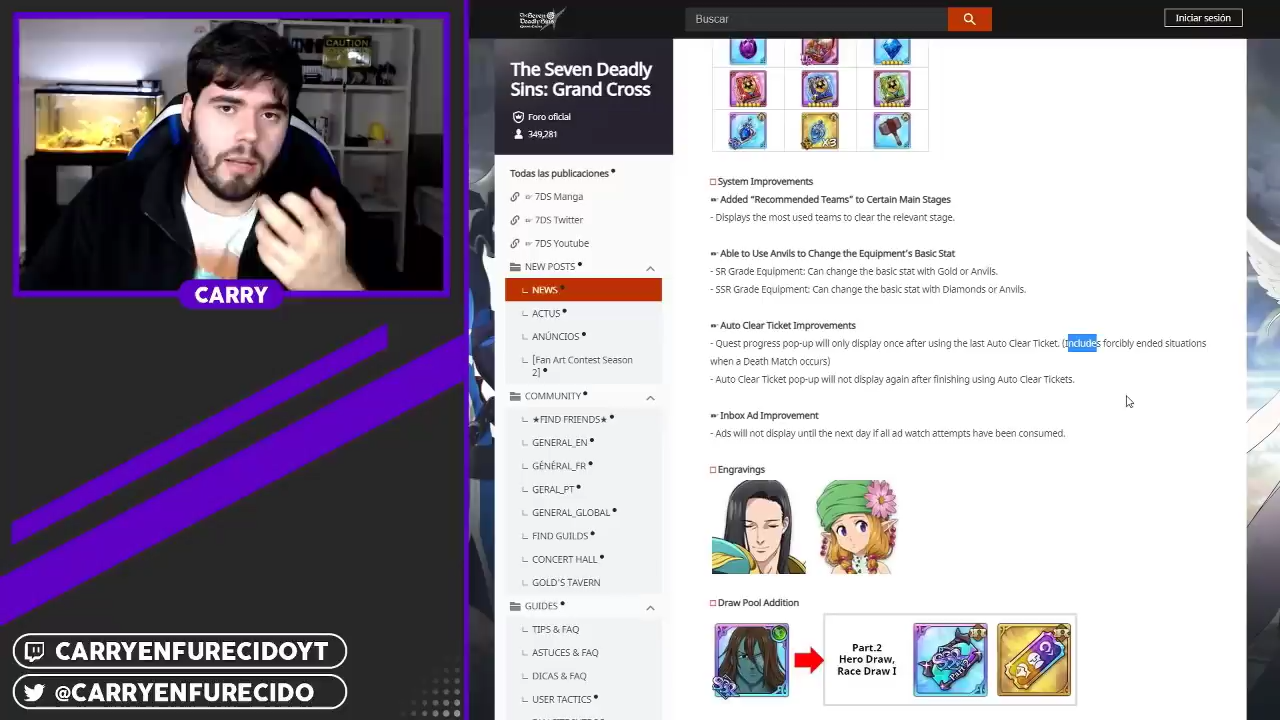 CAUTION
CARRY
CARRYENFURECIDOYT
@CARRYENFURECIDO
The Seven
Deadly Sins
Buscar
Iniciar sesión
The Seven Deadly
Sins: Grand Cross
Foro oficial
349,281
Todas las publicaciones
7DS Manga
7DS Twitter
7DS Youtube
NEW POSTS
NEWS
ACTUS
ANÚNCIOS
[Fan Art Contest Season
2]
COMMUNITY
★FIND FRIENDS★
GENERAL_EN
GÉNÉRAL_FR
GERAL_PT
GENERAL_GLOBAL
FIND GUILDS
CONCERT HALL
GOLD'S TAVERN
GUIDES
TIPS & FAQ
ASTUCES & FAQ
DICAS & FAQ
USER TACTICS
X3
System Improvements
Added “Recommended Teams” to Certain Main Stages
- Displays the most used teams to clear the relevant stage.
Able to Use Anvils to Change the Equipment's Basic Stat
- SR Grade Equipment: Can change the basic stat with Gold or Anvils.
- SSR Grade Equipment: Can change the basic stat with Diamonds or Anvils.
Auto Clear Ticket Improvements
- Quest progress pop-up will only display once after using the last Auto Clear Ticket. (Includes forcibly ended situations
when a Death Match occurs)
- Auto Clear Ticket pop-up will not display again after finishing using Auto Clear Tickets.
Inbox Ad Improvement
- Ads will not display until the next day if all ad watch attempts have been consumed.
Engravings
Draw Pool Addition
Part.2
Hero Draw,
Race Draw I
Part